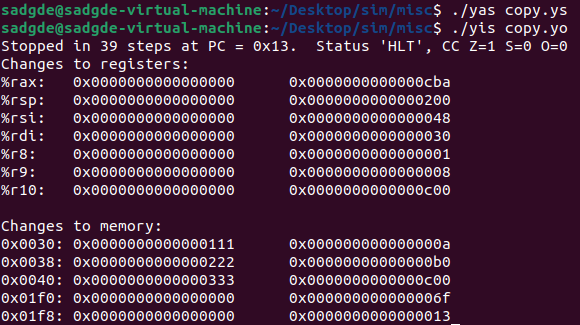 sadgde@sadgde-virtual-machine:~/Desktop/sim/misc$ ./yas copy.ys
sadgde@sadgde-virtual-machine:~/Desktop/sim/misc$ ./yis copy.yo
Stopped in 39 steps at PC = 0x13.  Status 'HLT', CC Z=1 S=0 O=0
Changes to registers:
%rax:   0x0000000000000000      0x0000000000000cba
%rsp:   0x0000000000000000      0x0000000000000200
%rsi:   0x0000000000000000      0x0000000000000048
%rdi:   0x0000000000000000      0x0000000000000030
%r8:    0x0000000000000000      0x0000000000000001
%r9:    0x0000000000000000      0x0000000000000008
%r10:   0x0000000000000000      0x0000000000000c00
Changes to memory:
0x0030: 0x0000000000000111      0x000000000000000a
0x0038: 0x0000000000000222      0x00000000000000b0
0x0040: 0x0000000000000333      0x0000000000000c00
0x01f0: 0x0000000000000000      0x000000000000006f
0x01f8: 0x0000000000000000      0x0000000000000013